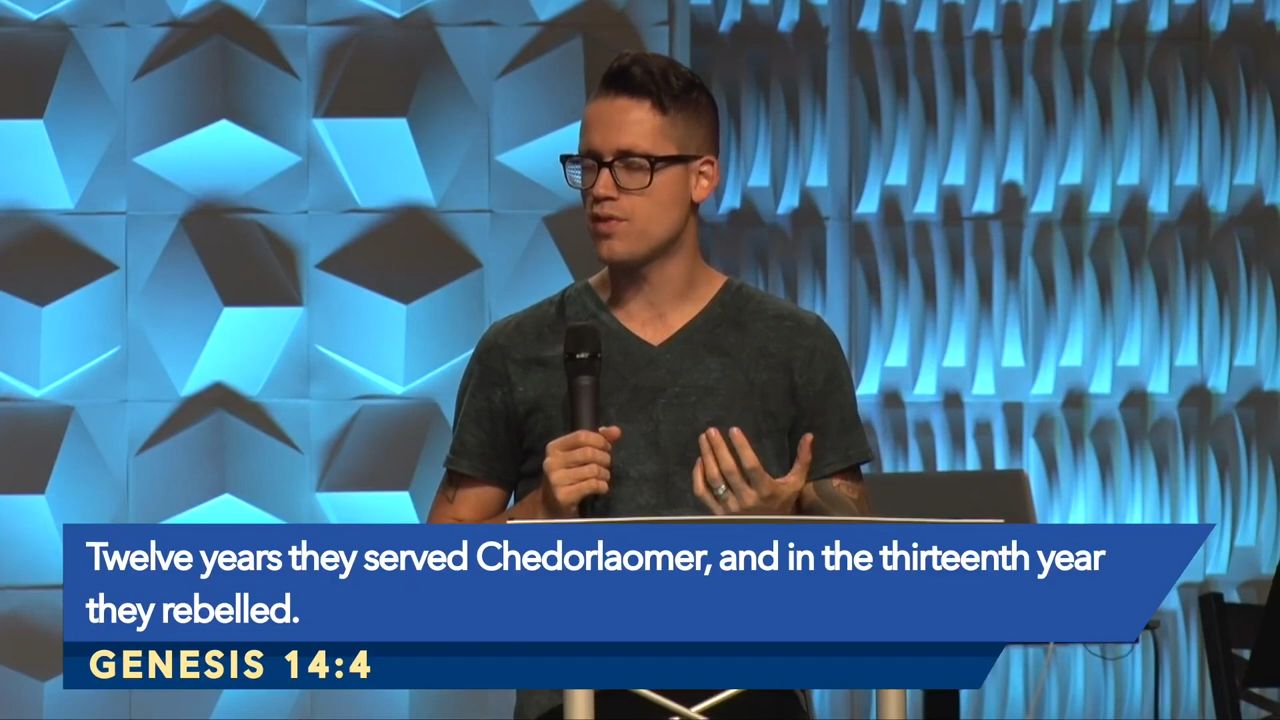 Twelve years they served Chedorlaomer, and in the thirteenth year
they rebelled.
GENESIS 14:4